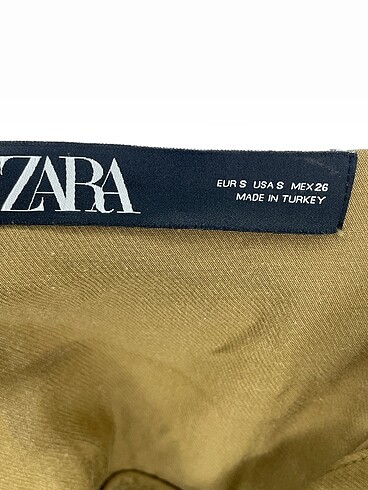 ZARA
EUR S USA S MEX 26
MADE IN TURKEY